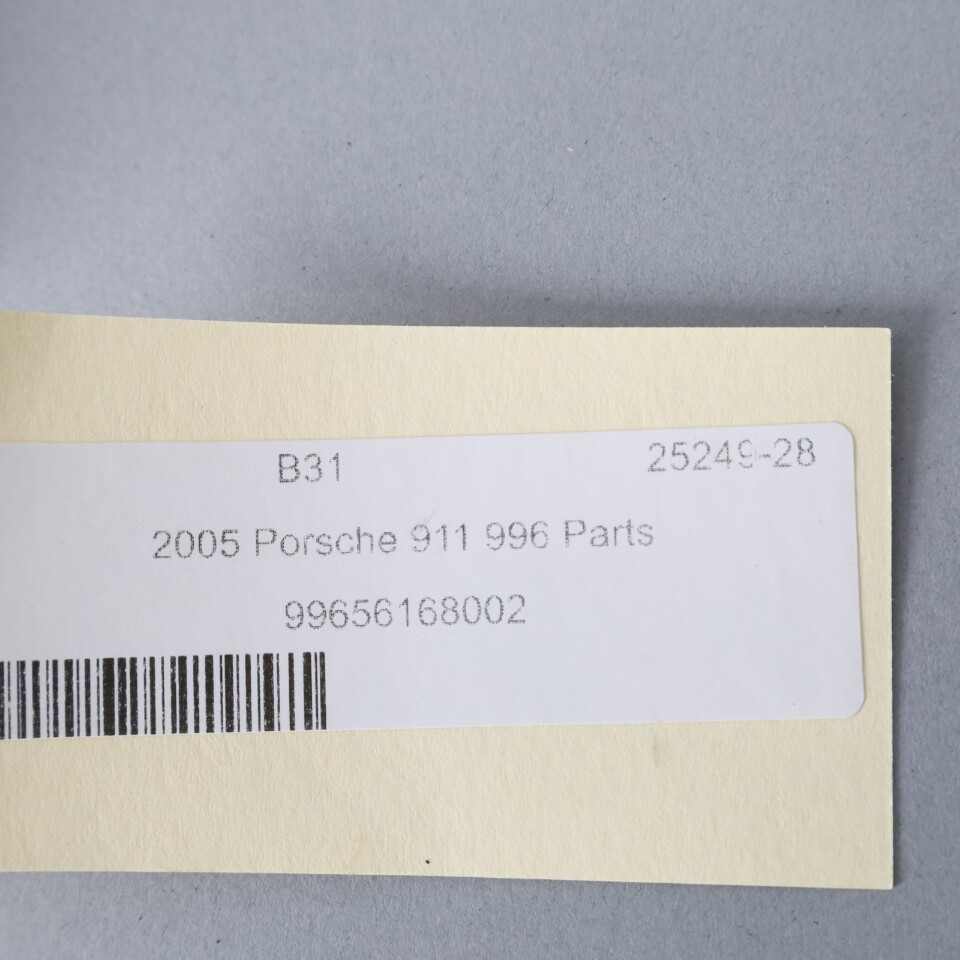 B31 25249-28
2005 Porsche 911 996 Parts
99656168002